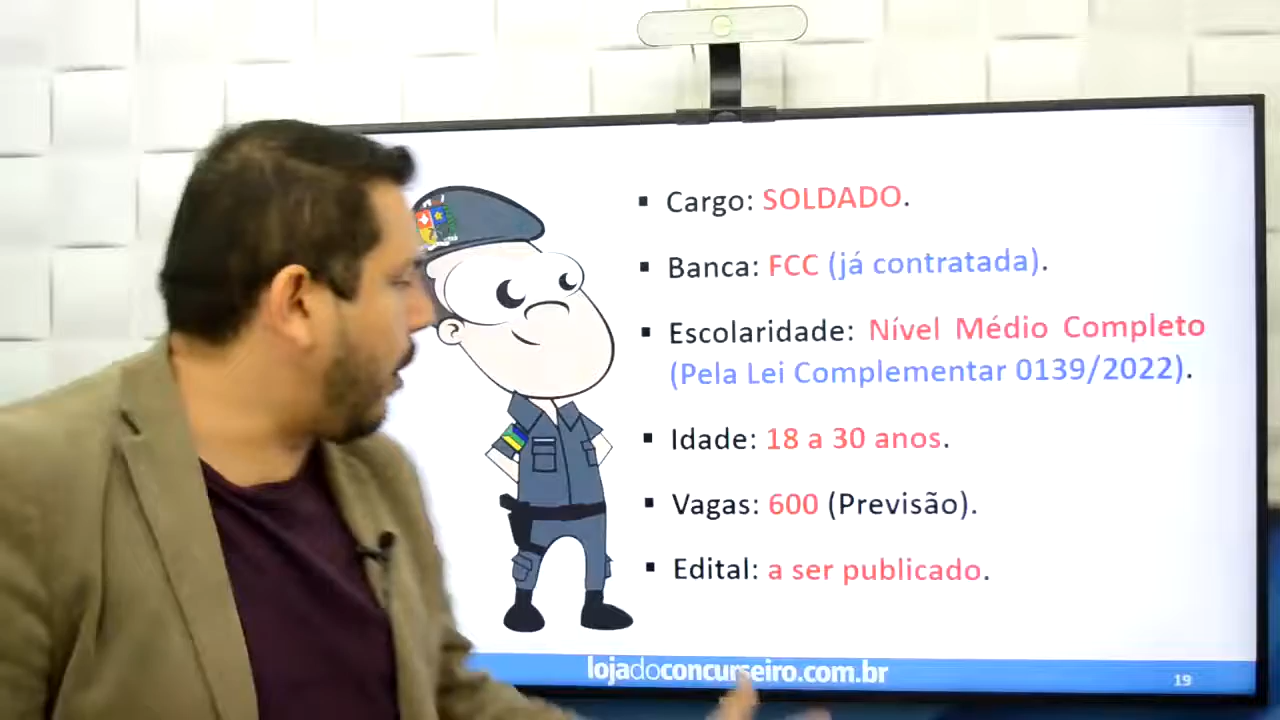 ▪ Cargo: SOLDADO.
▪ Banca: FCC (já contratada).
▪ Escolaridade: Nível Médio Completo
(Pela Lei Complementar 0139/2022).
▪ Idade: 18 a 30 anos.
▪ Vagas: 600 (Previsão).
▪ Edital: a ser publicado.
lojadoconcurseiro.com.br
19